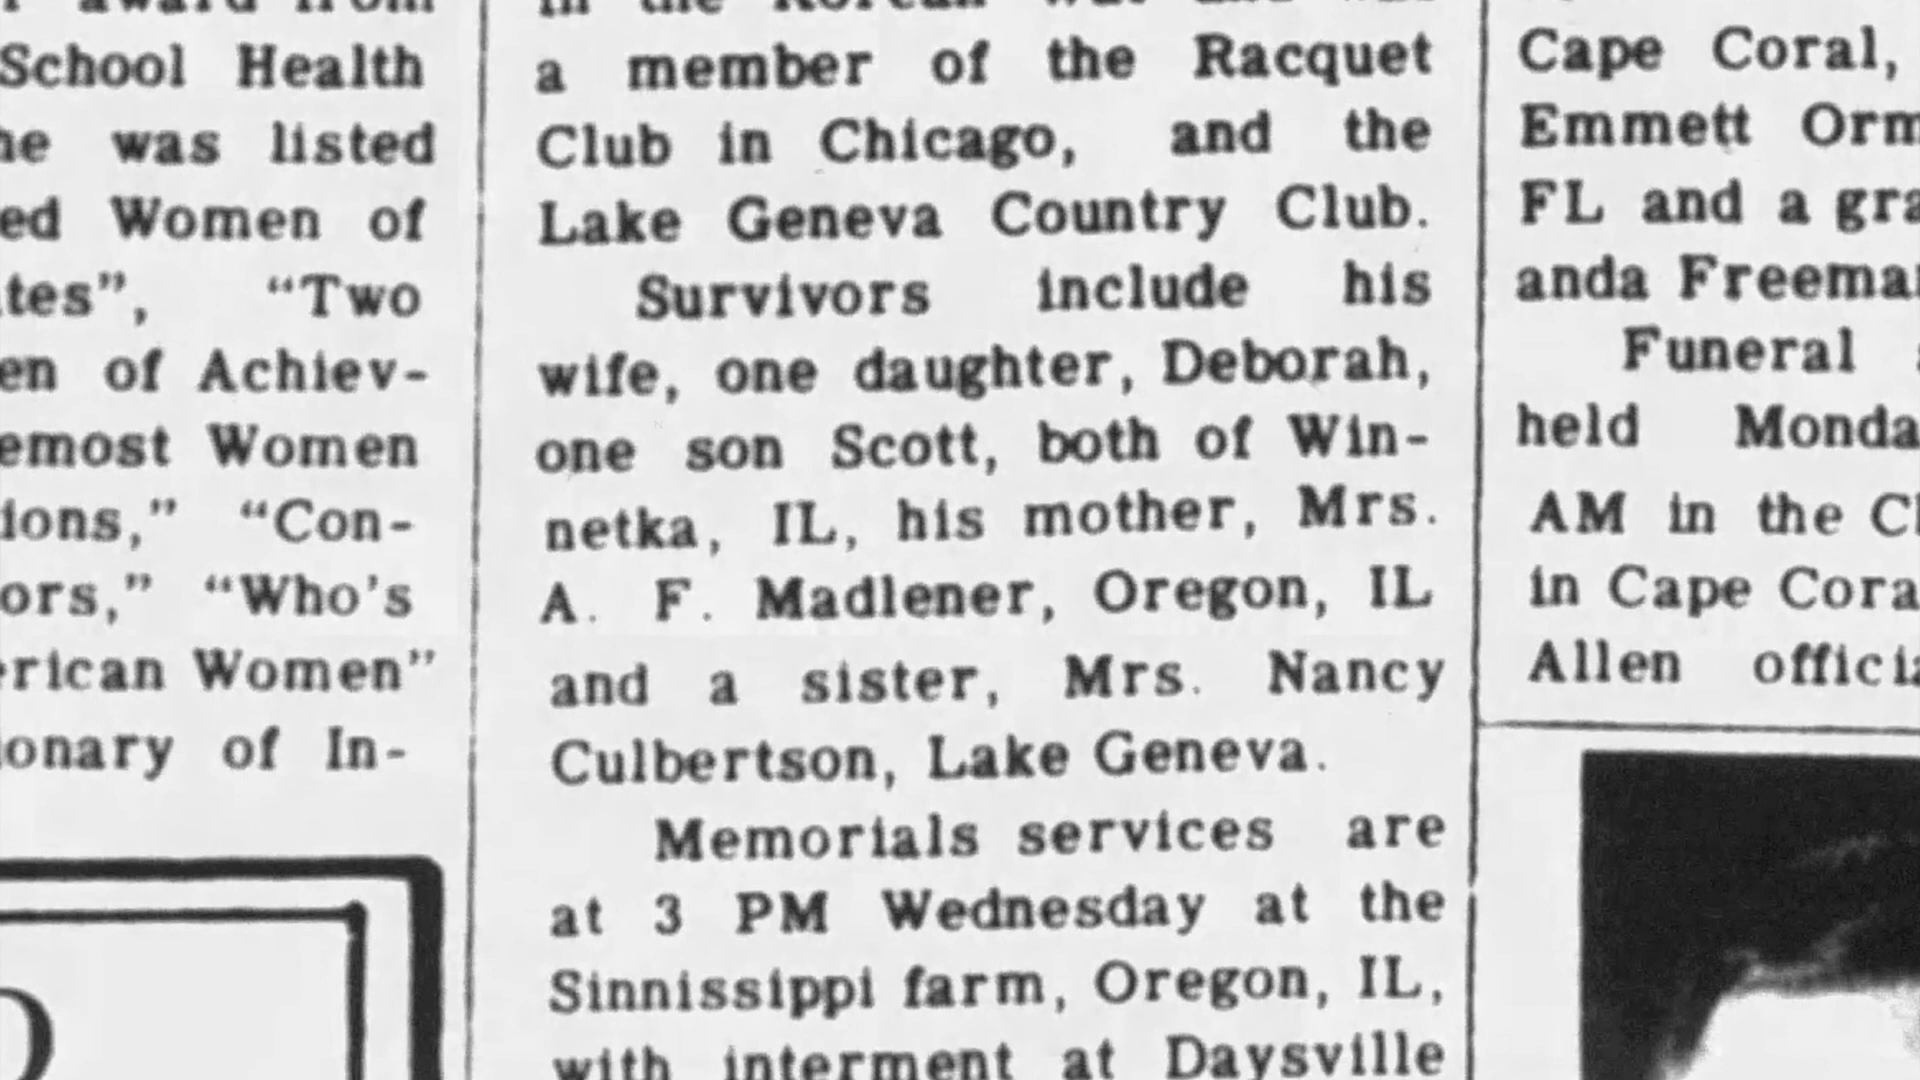 School Health
was listed
ed Women of
"Two
en of Achiev-
emost Women
ions," "Con-
ors," "Who's
rican Women"
onary of In-
in the Korean
a member of the Racquet
Club in Chicago, and the
Lake Geneva Country Club.
Survivors include his
wife, one daughter, Deborah,
one son Scott, both of Win-
netka, IL, his mother, Mrs.
A. F. Madlener, Oregon, IL
and a sister, Mrs. Nancy
Culbertson, Lake Geneva.
Memorials services are
at 3 PM Wednesday at the
Sinnissippi farm, Oregon, IL,
with interment at Daysville
Cape Coral,
Emmett Orm
FL and a gra
anda Freema
Funeral
held Monda
AM in the C
in Cape Cora
Allen officia